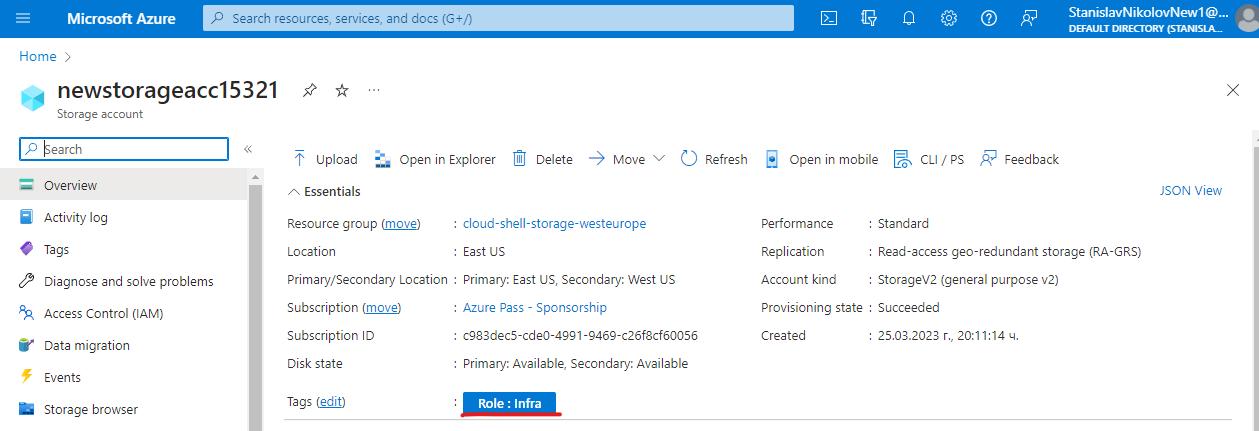 Microsoft Azure
Search resources, services, and docs (G+/)
StanislavNikolovNew1@...
DEFAULT DIRECTORY (STANISLA...
Home
newstorageacc15321
...
Storage account
Search
«
Overview
Activity log
Tags
Diagnose and solve problems
Access Control (IAM)
Data migration
Events
Storage browser
Upload
Open in Explorer
Delete
Move
Refresh
Open in mobile
CLI / PS
Feedback
Essentials
JSON View
Resource group (move) : cloud-shell-storage-westeurope
Location : East US
Primary/Secondary Location : Primary: East US, Secondary: West US
Subscription (move) : Azure Pass - Sponsorship
Subscription ID : c983dec5-cde0-4991-9469-c26f8cf60056
Disk state : Primary: Available, Secondary: Available
Performance : Standard
Replication : Read-access geo-redundant storage (RA-GRS)
Account kind : StorageV2 (general purpose v2)
Provisioning state : Succeeded
Created : 25.03.2023 г., 20:11:14 ч.
Tags (edit) : Role : Infra